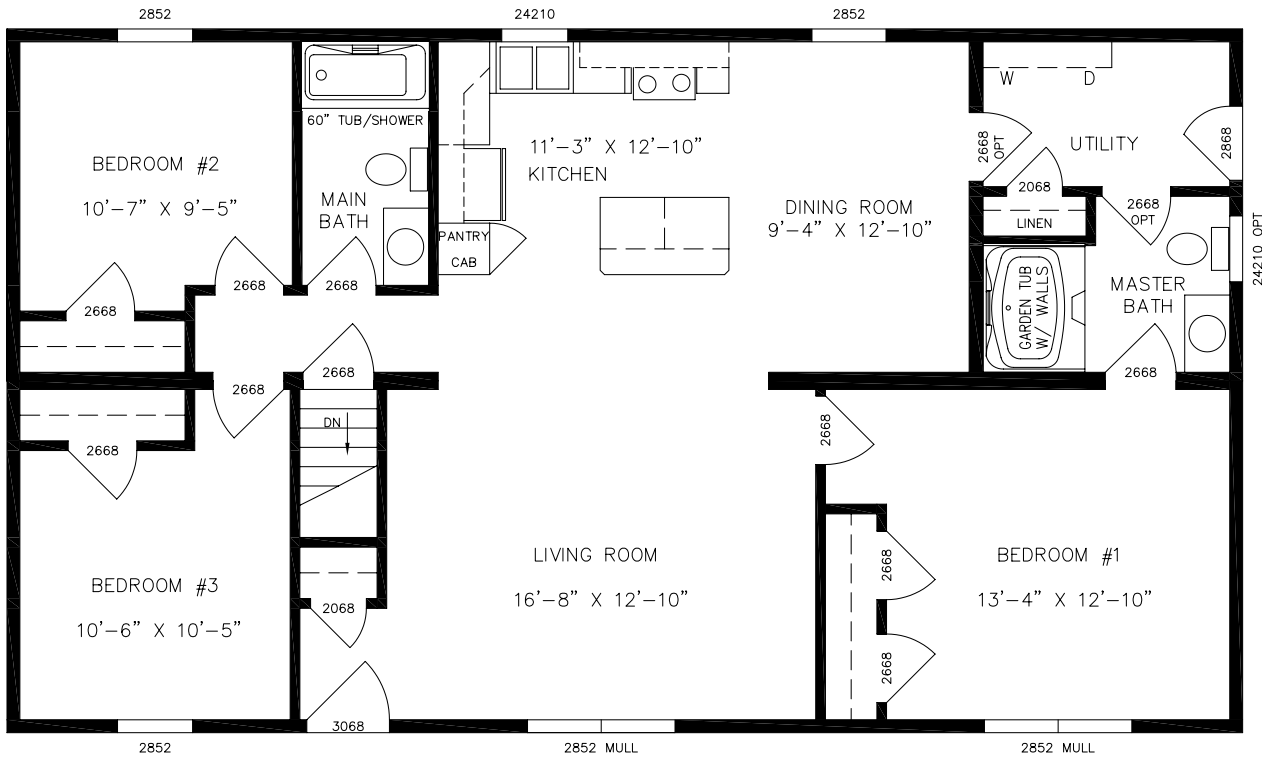 2852
24210
2852
W
D
60" TUB/SHOWER
BEDROOM #2
10'-7" X 9'-5"
MAIN
BATH
11'-3" X 12'-10"
KITCHEN
2668
OPT
UTILITY
2868
2068
LINEN
2668
OPT
DINING ROOM
9'-4" X 12'-10"
PANTRY
CAB
24210 OPT
GARDEN TUB
W/ WALLS
MASTER
BATH
2668
2668
2668
2668
2668
2668
DN
2668
2668
BEDROOM #3
10'-6" X 10'-5"
2068
LIVING ROOM
16'-8" X 12'-10"
2668
BEDROOM #1
13'-4" X 12'-10"
2668
3068
2852
2852 MULL
2852 MULL